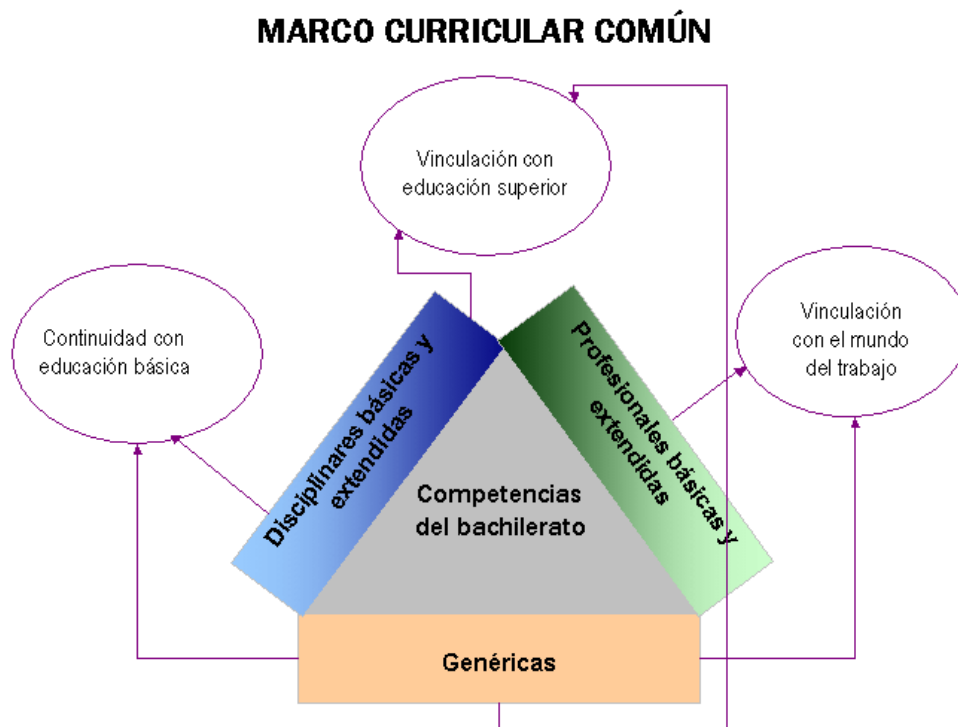 MARCO CURRICULAR COMÚN
Vinculación con
educación superior
Continuidad con
educación básica
Vinculación
con el mundo
del trabajo
Disciplinares básicas y
extendidas
Profesionales básicas y
extendidas
Competencias
del bachilerato
Genéricas